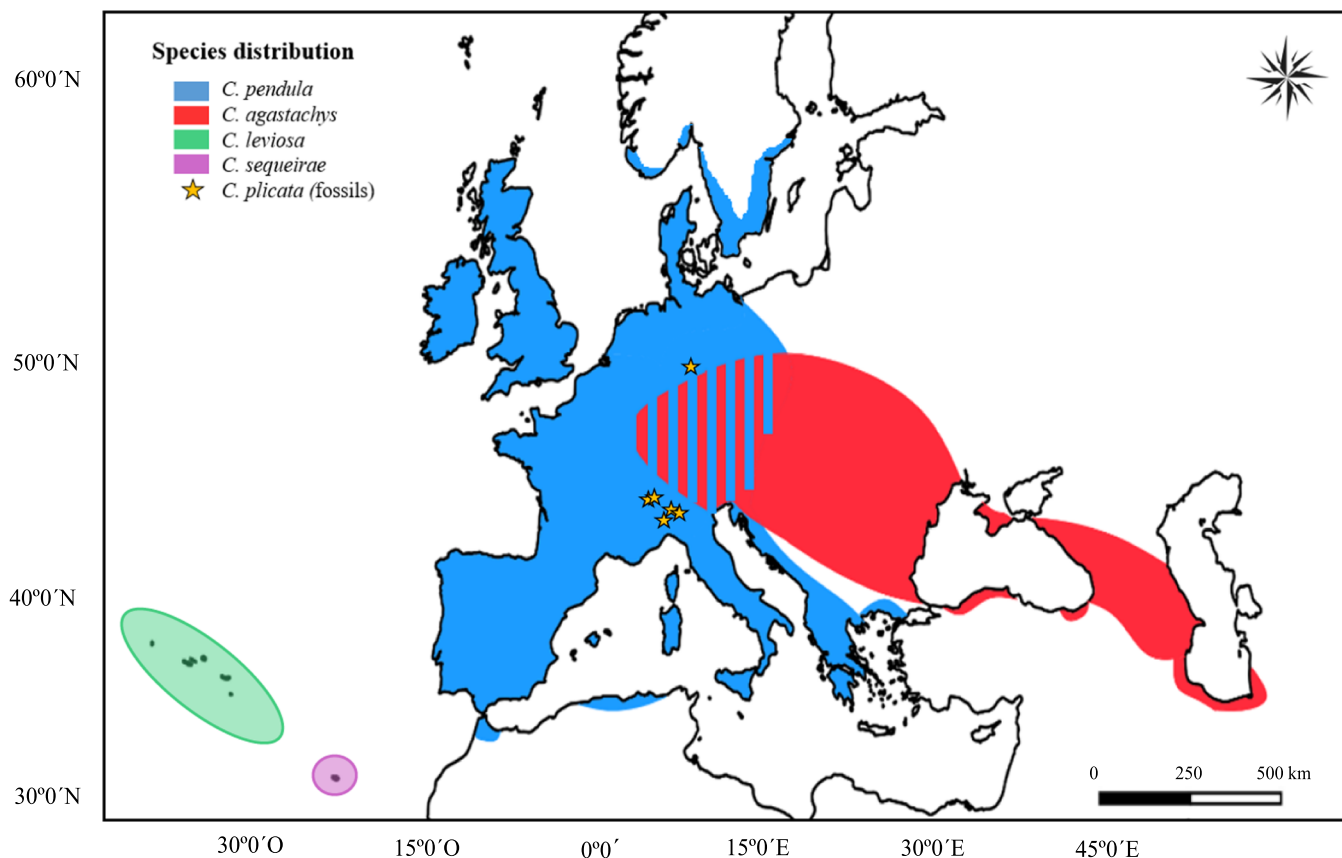 Species distribution
C. pendula
C. agastachys
C. leviosa
C. sequeirae
C. plicata (fossils)
60º0´N
50º0´N
40º0´N
30º0´N
0 250 500 km
30º0´O 15º0´O 0º0´ 15º0´E 30º0´E 45º0´E